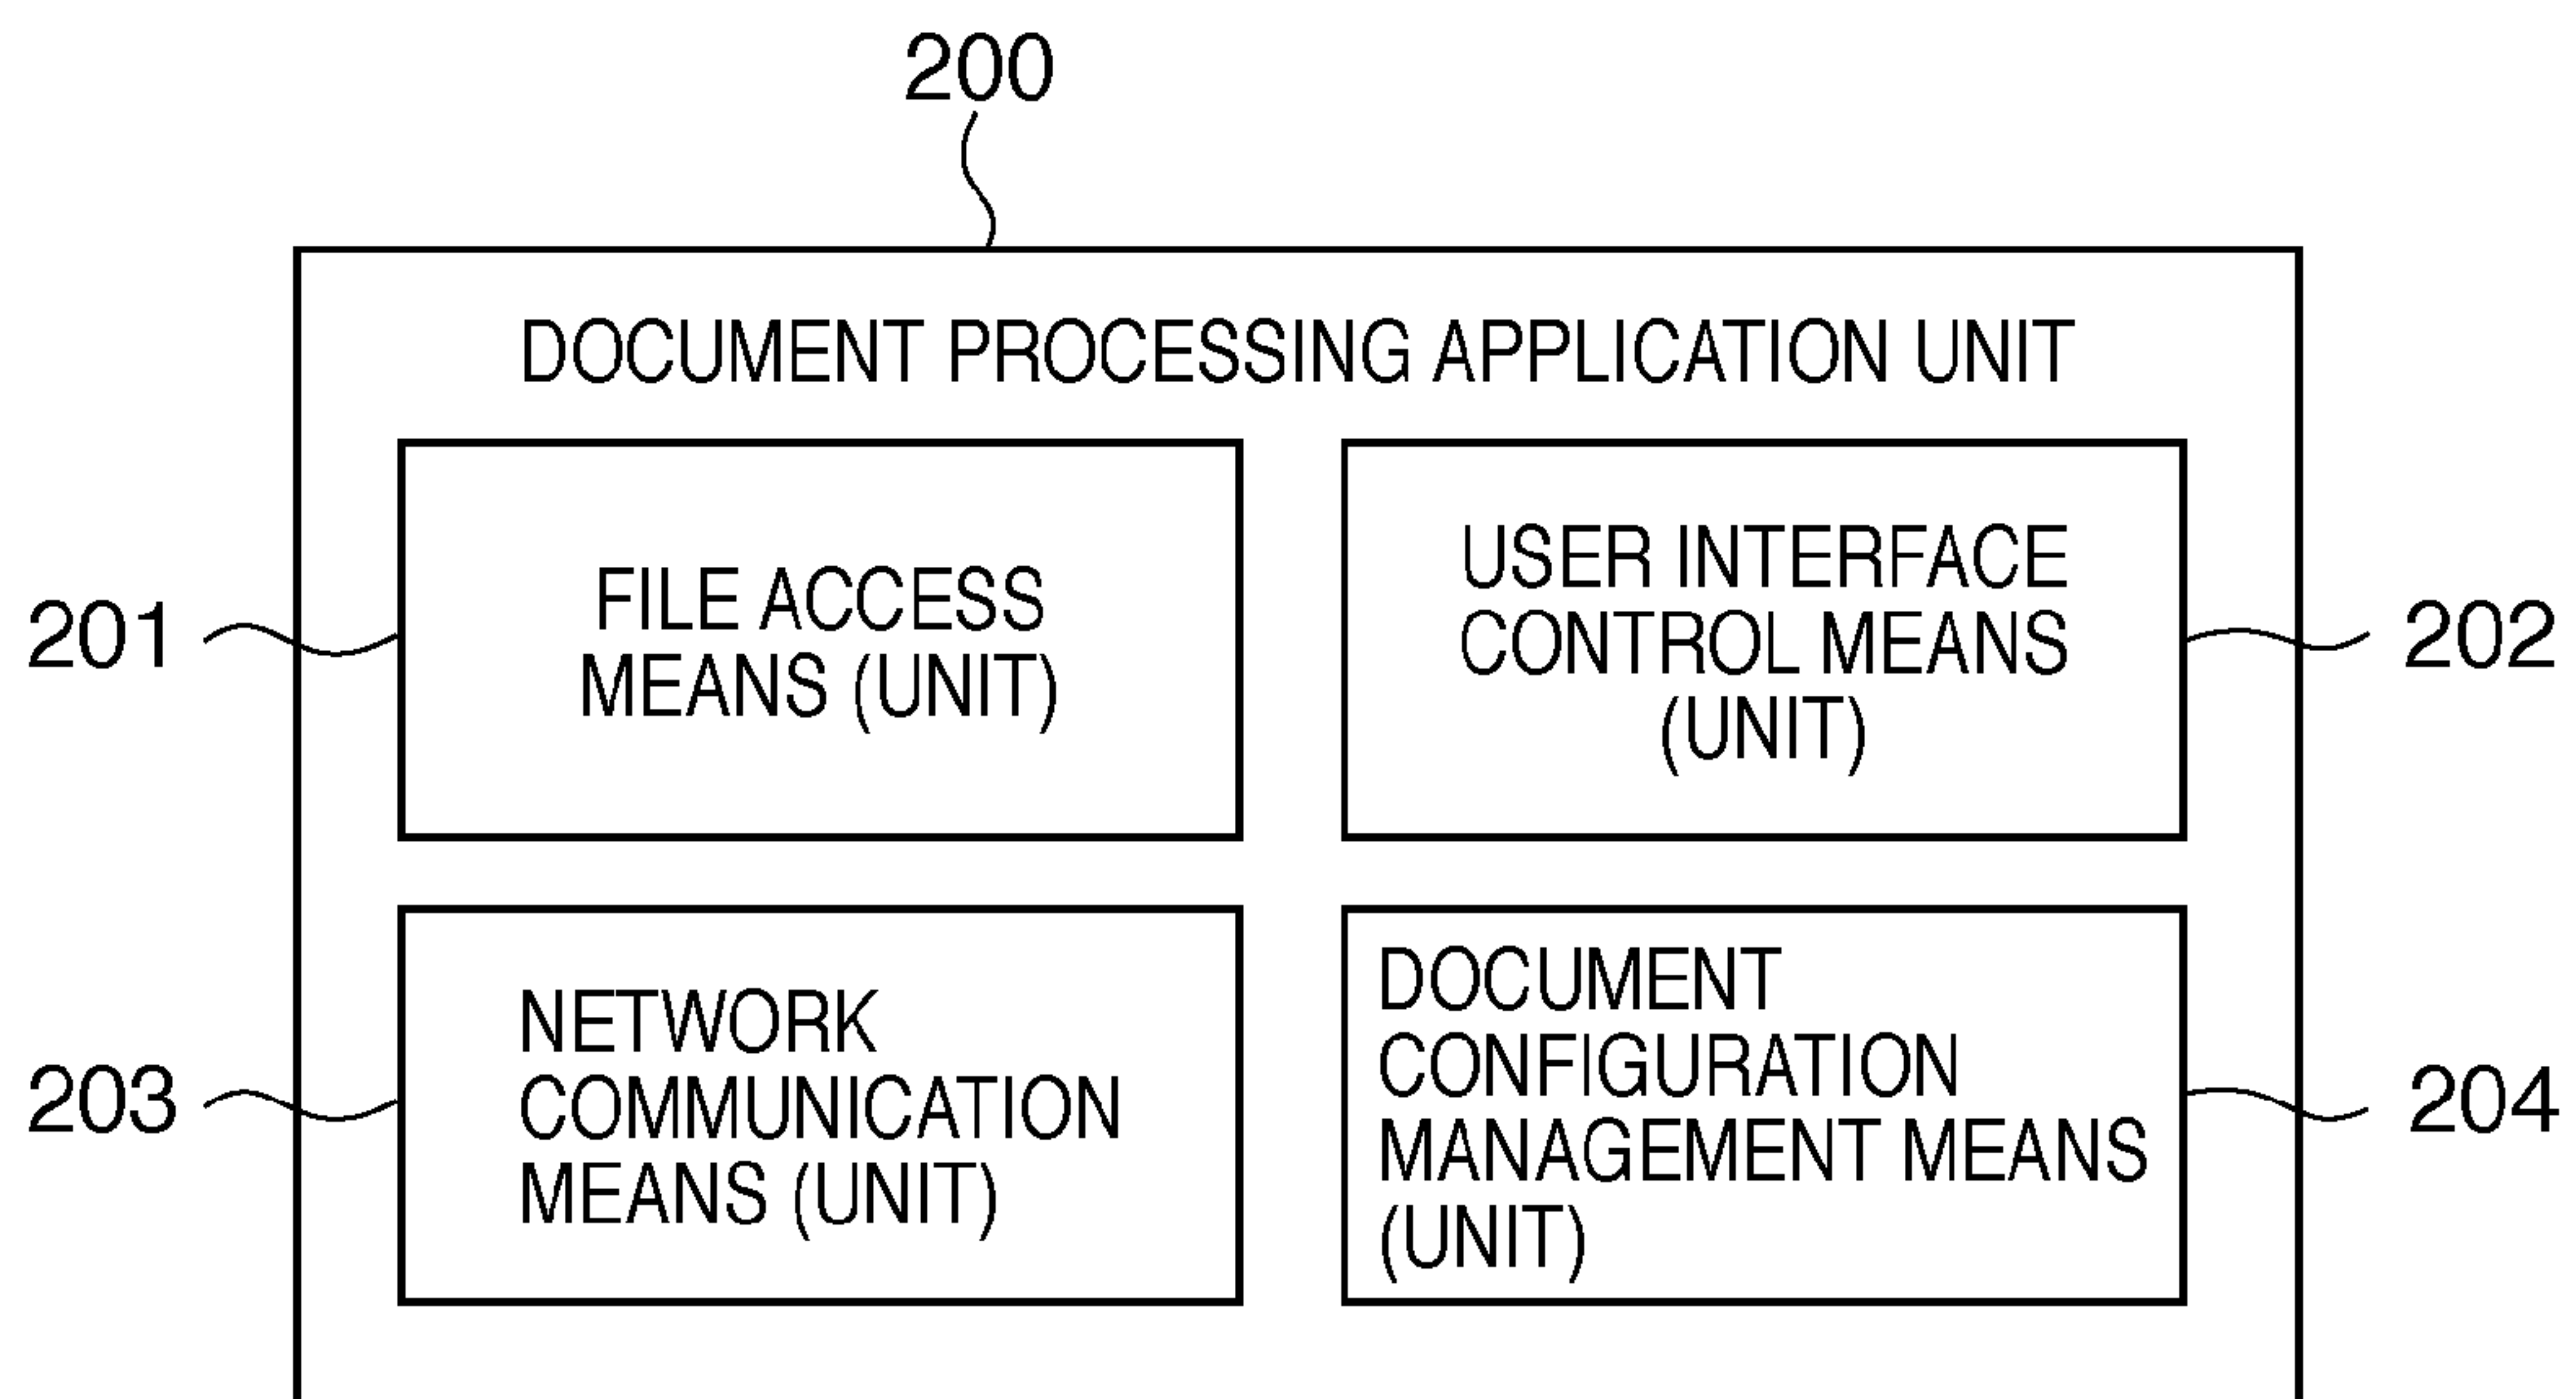 200
DOCUMENT PROCESSING APPLICATION UNIT
201
FILE ACCESS
MEANS (UNIT)
USER INTERFACE
CONTROL MEANS
(UNIT)
202
203
NETWORK
COMMUNICATION
MEANS (UNIT)
DOCUMENT
CONFIGURATION
MANAGEMENT MEANS
(UNIT)
204